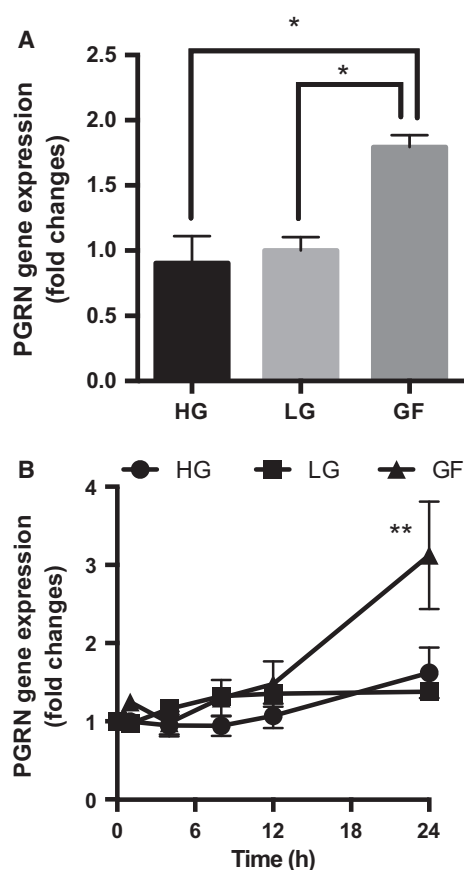 A
*
*
PGRN gene expression
(fold changes)
2.5
2.0
1.5
1.0
0.5
0.0
HG LG GF
B
HG LG GF
PGRN gene expression
(fold changes)
4
3
2
1
0
**
0 6 12 18 24
Time (h)